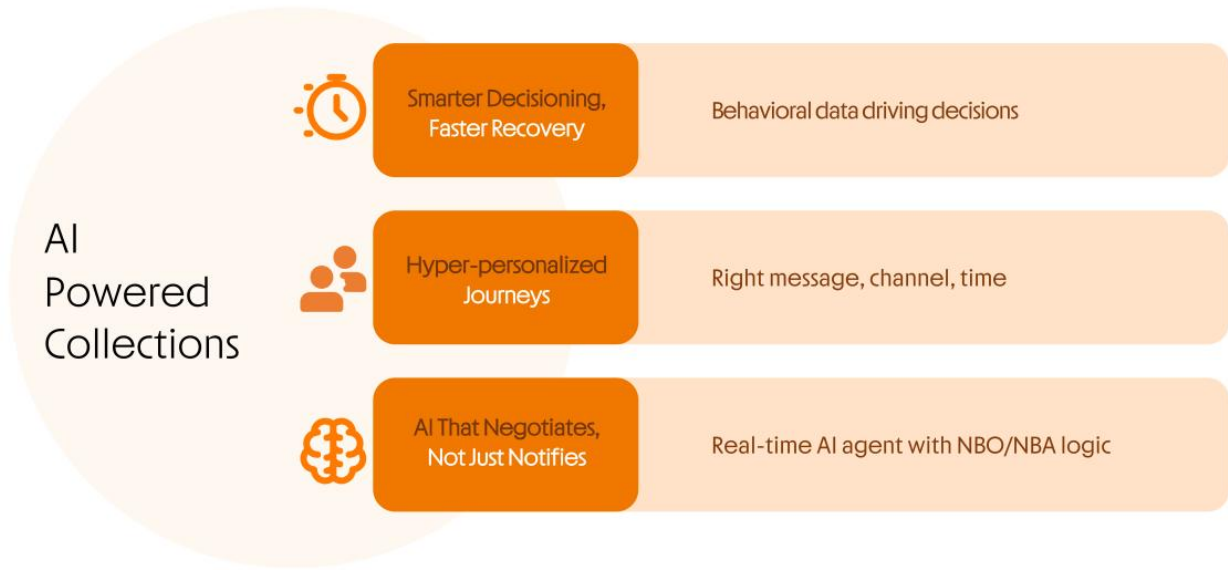 AI
Powered
Collections
Smarter Decisioning,
Faster Recovery
Behavioral data driving decisions
Hyper-personalized
Journeys
Right message, channel, time
AI That Negotiates,
Not Just Notifies
Real-time AI agent with NBO/NBA logic